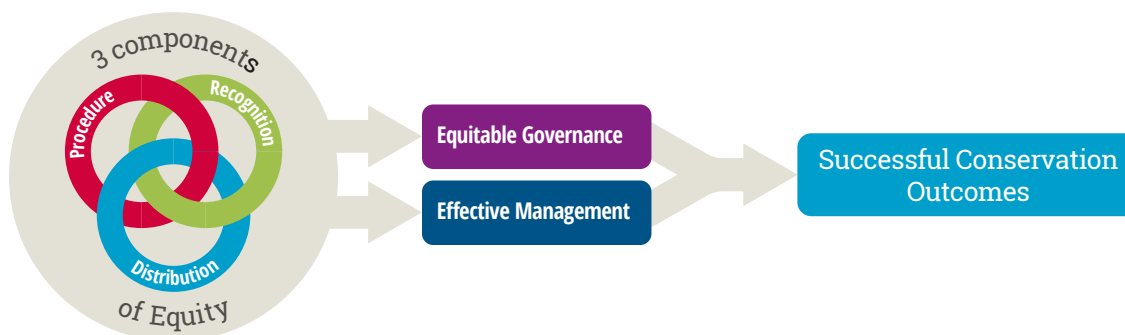 3 components
Procedure
Recognition
Distribution
of Equity
Equitable Governance
Effective Management
Successful Conservation
Outcomes